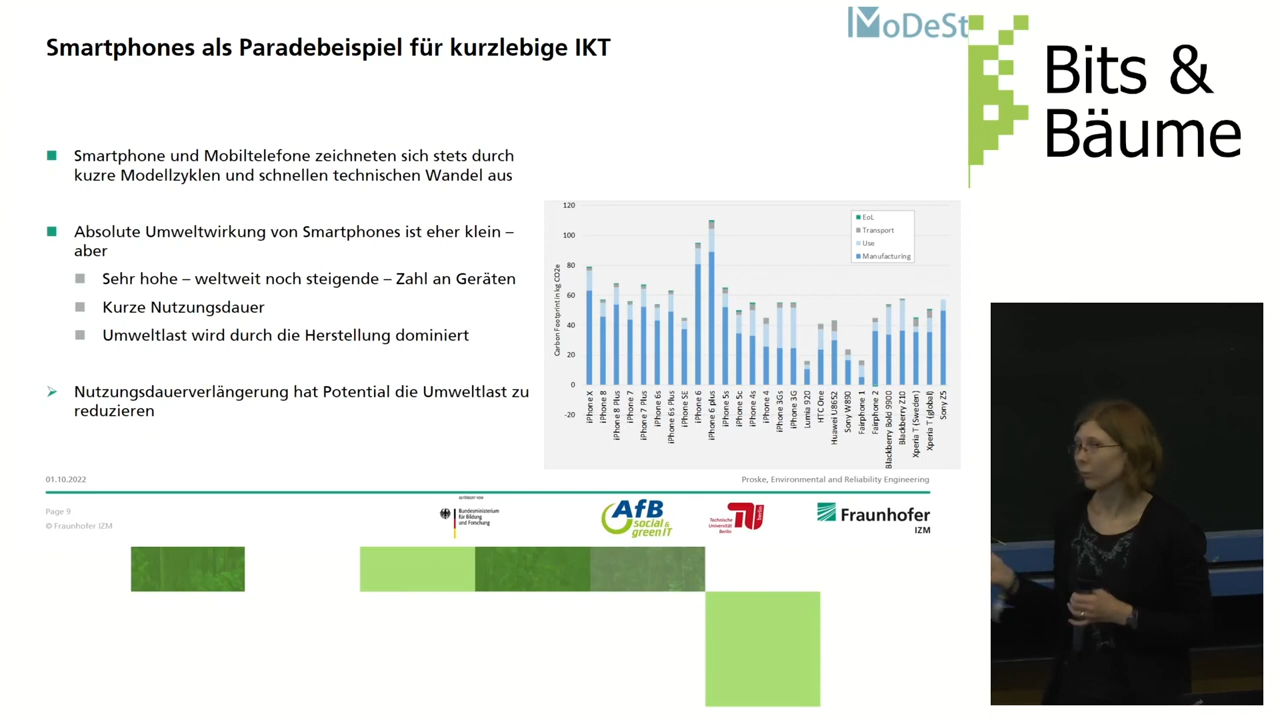 Smartphones als Paradebeispiel für kurzlebige IKT
MoDeSt
Bits &
Bäume
Smartphone und Mobiltelefone zeichneten sich stets durch
kuzre Modellzyklen und schnellen technischen Wandel aus
Absolute Umweltwirkung von Smartphones ist eher klein –
aber
Sehr hohe – weltweit noch steigende – Zahl an Geräten
Kurze Nutzungsdauer
Umweltlast wird durch die Herstellung dominiert
Nutzungsdauerverlängerung hat Potential die Umweltlast zu
reduzieren
Carbon Footprint in kg CO2e
120
100
80
60
40
20
0
-20
EoL
Transport
Use
Manufacturing
iPhone X
iPhone 8
iPhone 8 Plus
iPhone 7
iPhone 7 Plus
iPhone 6s
iPhone 6s Plus
iPhone SE
iPhone 6
iPhone 6 plus
iPhone 5s
iPhone 5c
iPhone 4s
iPhone 4
iPhone 3Gs
iPhone 3G
Lumia 920
HTC One
Huawei U8652
Sony W890
Fairphone 1
Fairphone 2
Blackberry Bold 9900
Blackberry Z10
Xperia T (Sweden)
Xperia T (global)
Sony Z5
01.10.2022
Proske, Environmental and Reliability Engineering
Page 9
© Fraunhofer IZM
GEFÖRDERT VOM
Bundesministerium
für Bildung
und Forschung
AfB
social &
green IT
Technische
Universität
Berlin
berlin
Fraunhofer
IZM